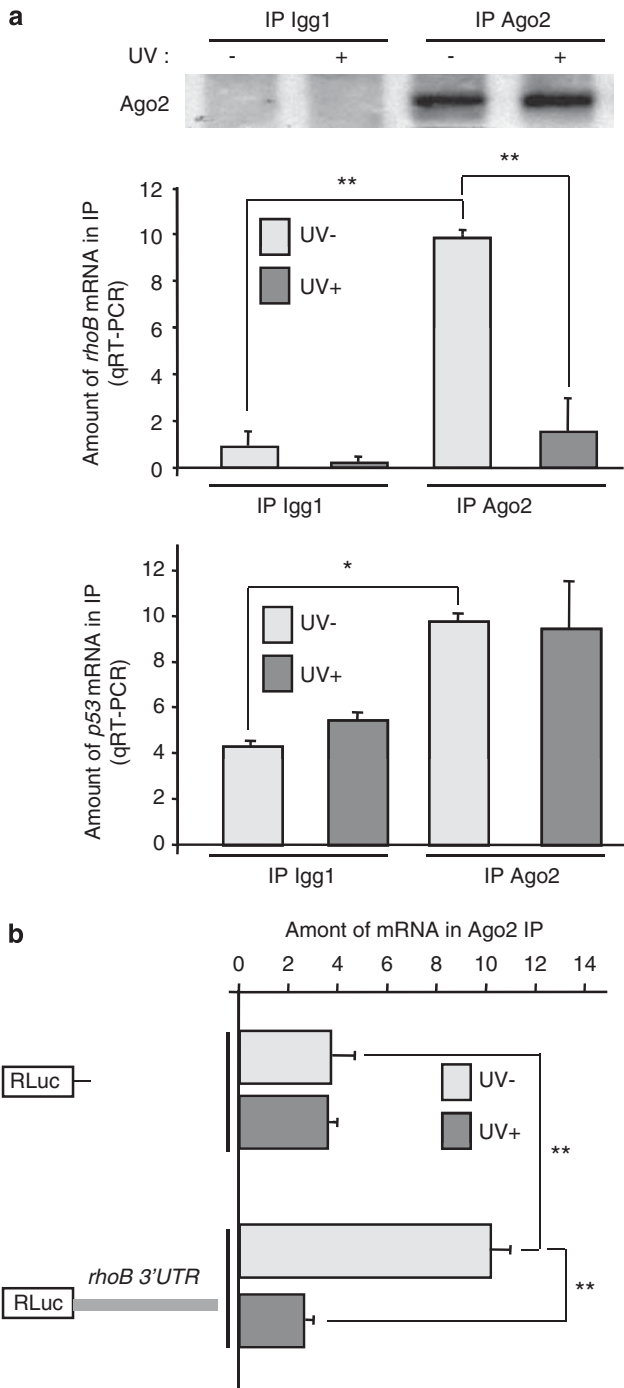 a
IP Igg1 IP Ago2
UV : - + - +
Ago2
** **
Amount of rhoB mRNA in IP
(qRT-PCR)
12
10
8
6
4
2
0
UV-
UV+
IP Igg1 IP Ago2
*
Amount of p53 mRNA in IP
(qRT-PCR)
12
10
8
6
4
2
0
UV-
UV+
IP Igg1 IP Ago2
b
Amont of mRNA in Ago2 IP
0 2 4 6 8 10 12 14
RLuc
UV-
UV+
**
rhoB 3'UTR
RLuc
**